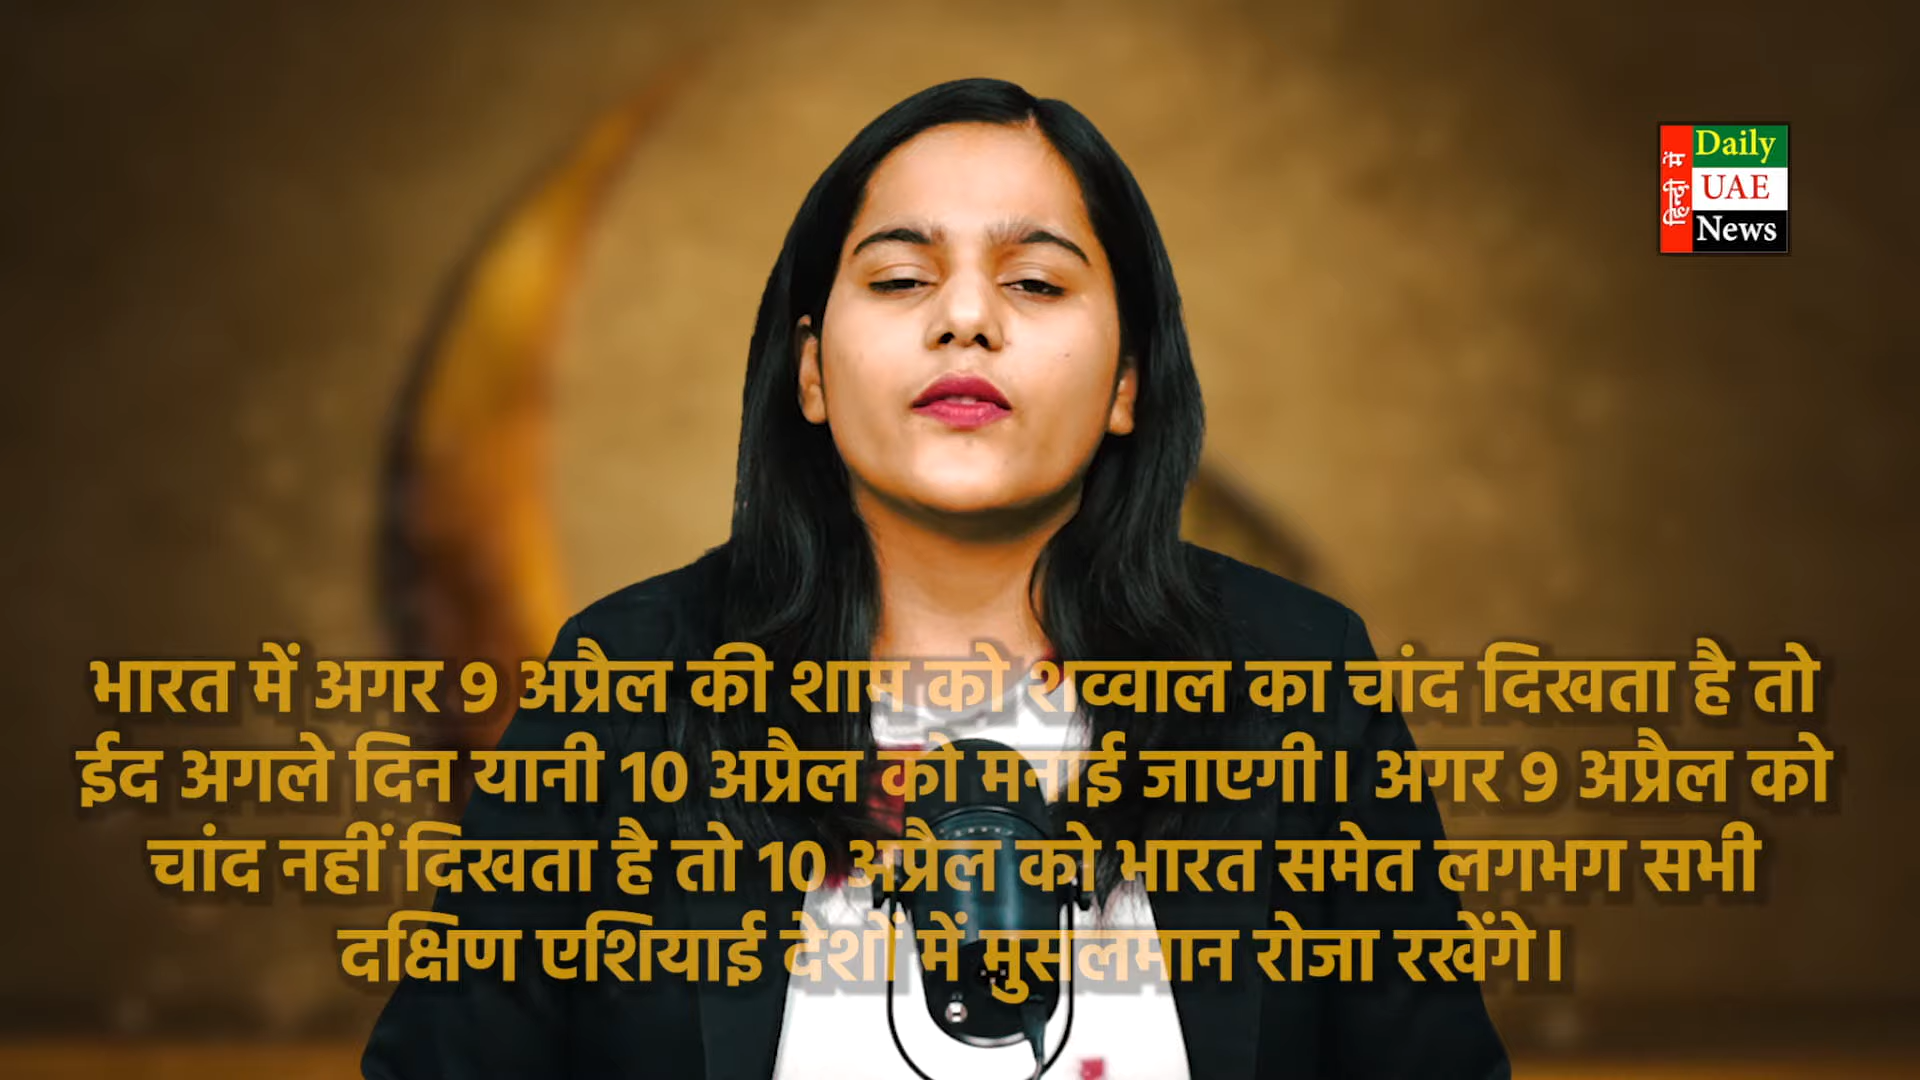 हिन्दी में
Daily
UAE
News
भारत में अगर 9 अप्रैल की शाम को शव्वाल का चांद दिखता है तो
ईद अगले दिन यानी 10 अप्रैल को मनाई जाएगी। अगर 9 अप्रैल को
चांद नहीं दिखता है तो 10 अप्रैल को भारत समेत लगभग सभी
दक्षिण एशियाई देशों में मुसलमान रोजा रखेंगे।